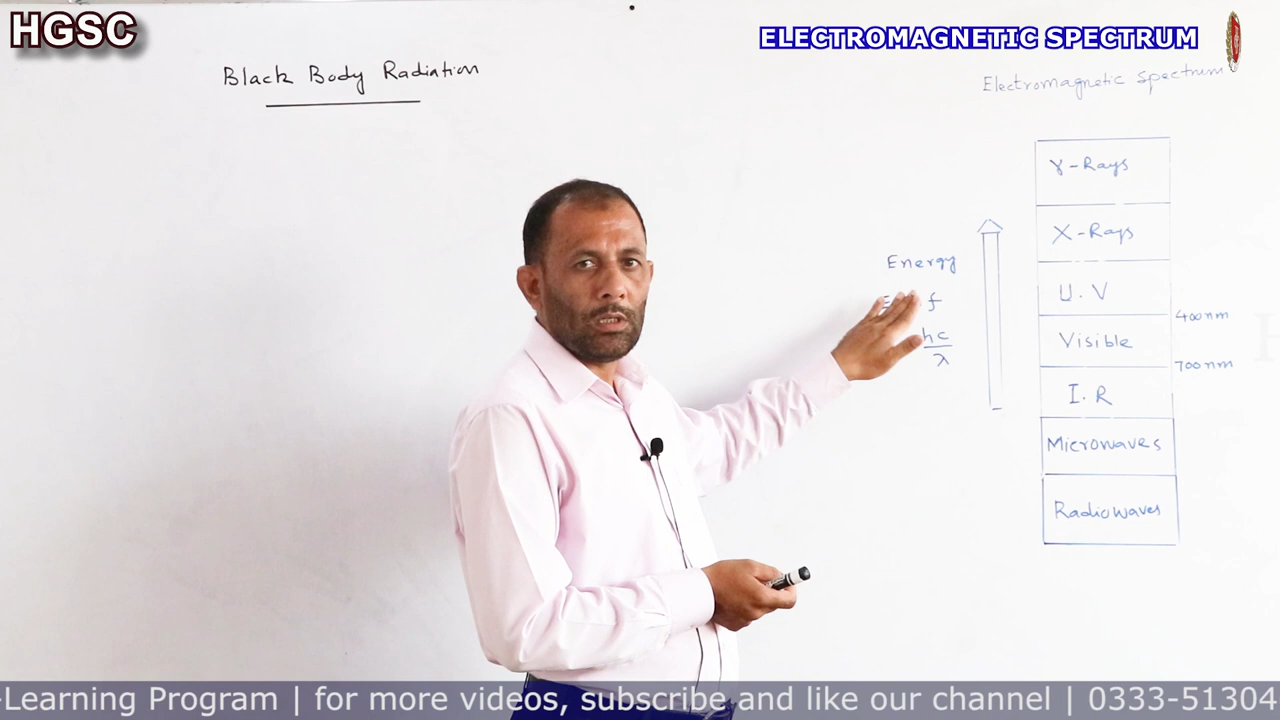 HGSC
ELECTROMAGNETIC SPECTRUM
Black Body Radiation
Electromagnetic Spectrum
γ-Rays
X-Rays
Energy
U.V
f
400nm
hc
λ
Visible
700nm
I.R
Microwaves
Radiowaves
-Learning Program | for more videos, subscribe and like our channel | 0333-51304